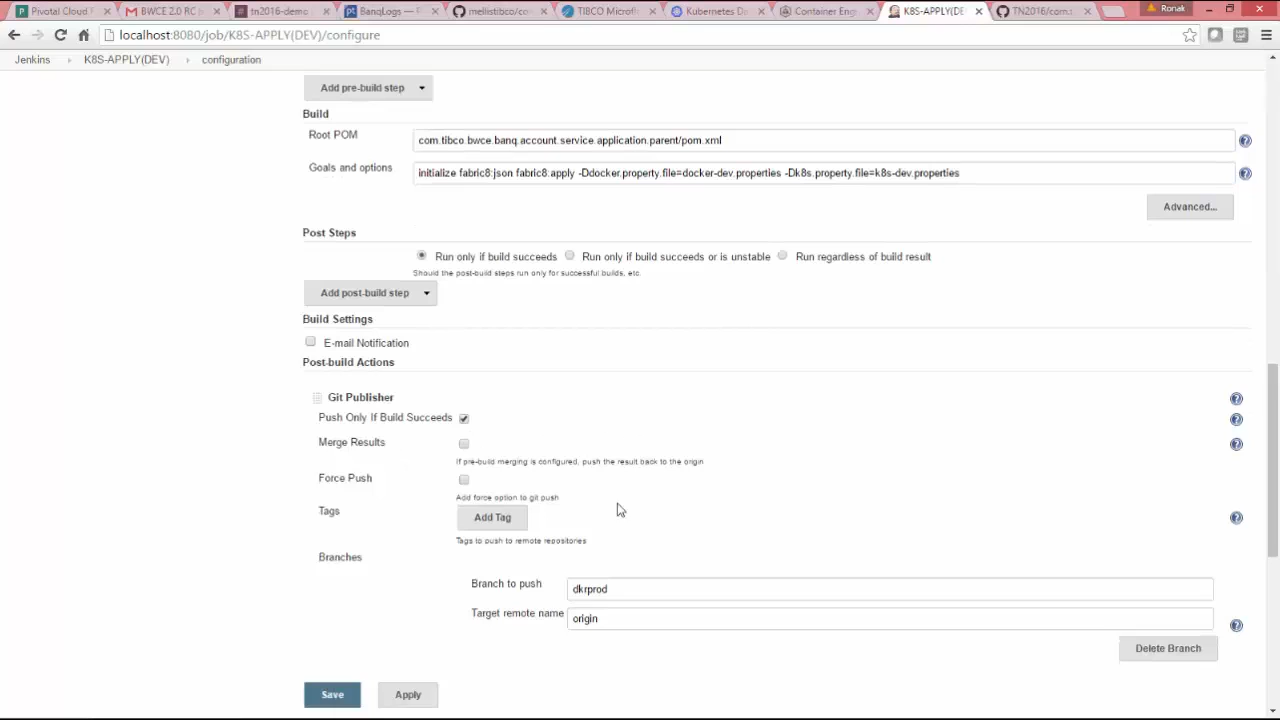 Pivotal Cloud F
BWCE 2.0 RC b
tn2016-demo
BanqLogs —
mellistibco/co
TIBCO Microfl
Kubernetes Da
Container Eng
K8S-APPLY(DE
TN2016/com.t
Ronak
localhost:8080/job/K8S-APPLY(DEV)/configure
Jenkins
K8S-APPLY(DEV)
configuration
Add pre-build step
Build
Root POM
com.tibco.bwce.banq.account.service.application.parent/pom.xml
Goals and options
initialize fabric8:json fabric8:apply -Ddocker.property.file=docker-dev.properties -Dk8s.property.file=k8s-dev.properties
Advanced...
Post Steps
Run only if build succeeds Run only if build succeeds or is unstable Run regardless of build result
Should the post-build steps run only for successful builds, etc.
Add post-build step
Build Settings
E-mail Notification
Post-build Actions
Git Publisher
Push Only If Build Succeeds
Merge Results
If pre-build merging is configured, push the result back to the origin
Force Push
Add force option to git push
Tags
Add Tag
Tags to push to remote repositories
Branches
Branch to push
dkrprod
Target remote name
origin
Delete Branch
Save
Apply